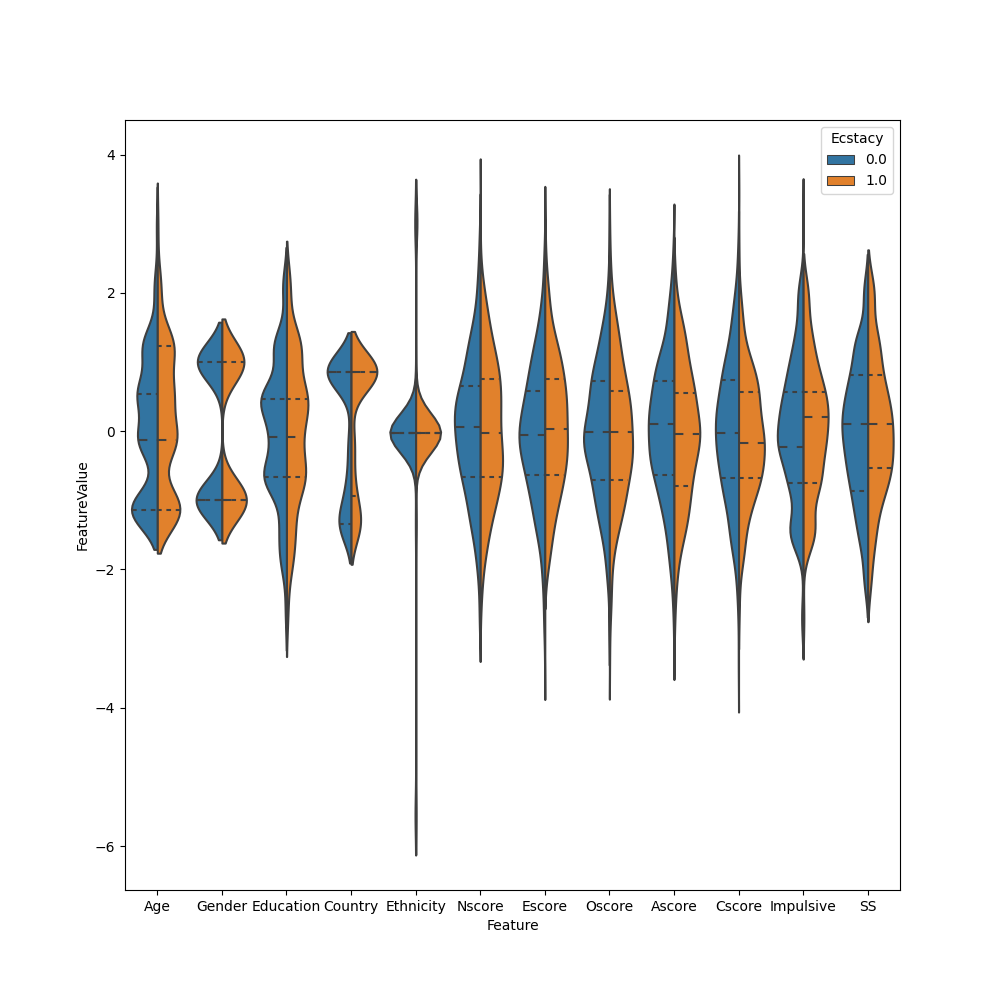 Ecstacy
0.0
1.0
4
2
0
−2
−4
−6
FeatureValue
Age Gender Education Country Ethnicity Nscore Escore Oscore Ascore Cscore Impulsive SS
Feature